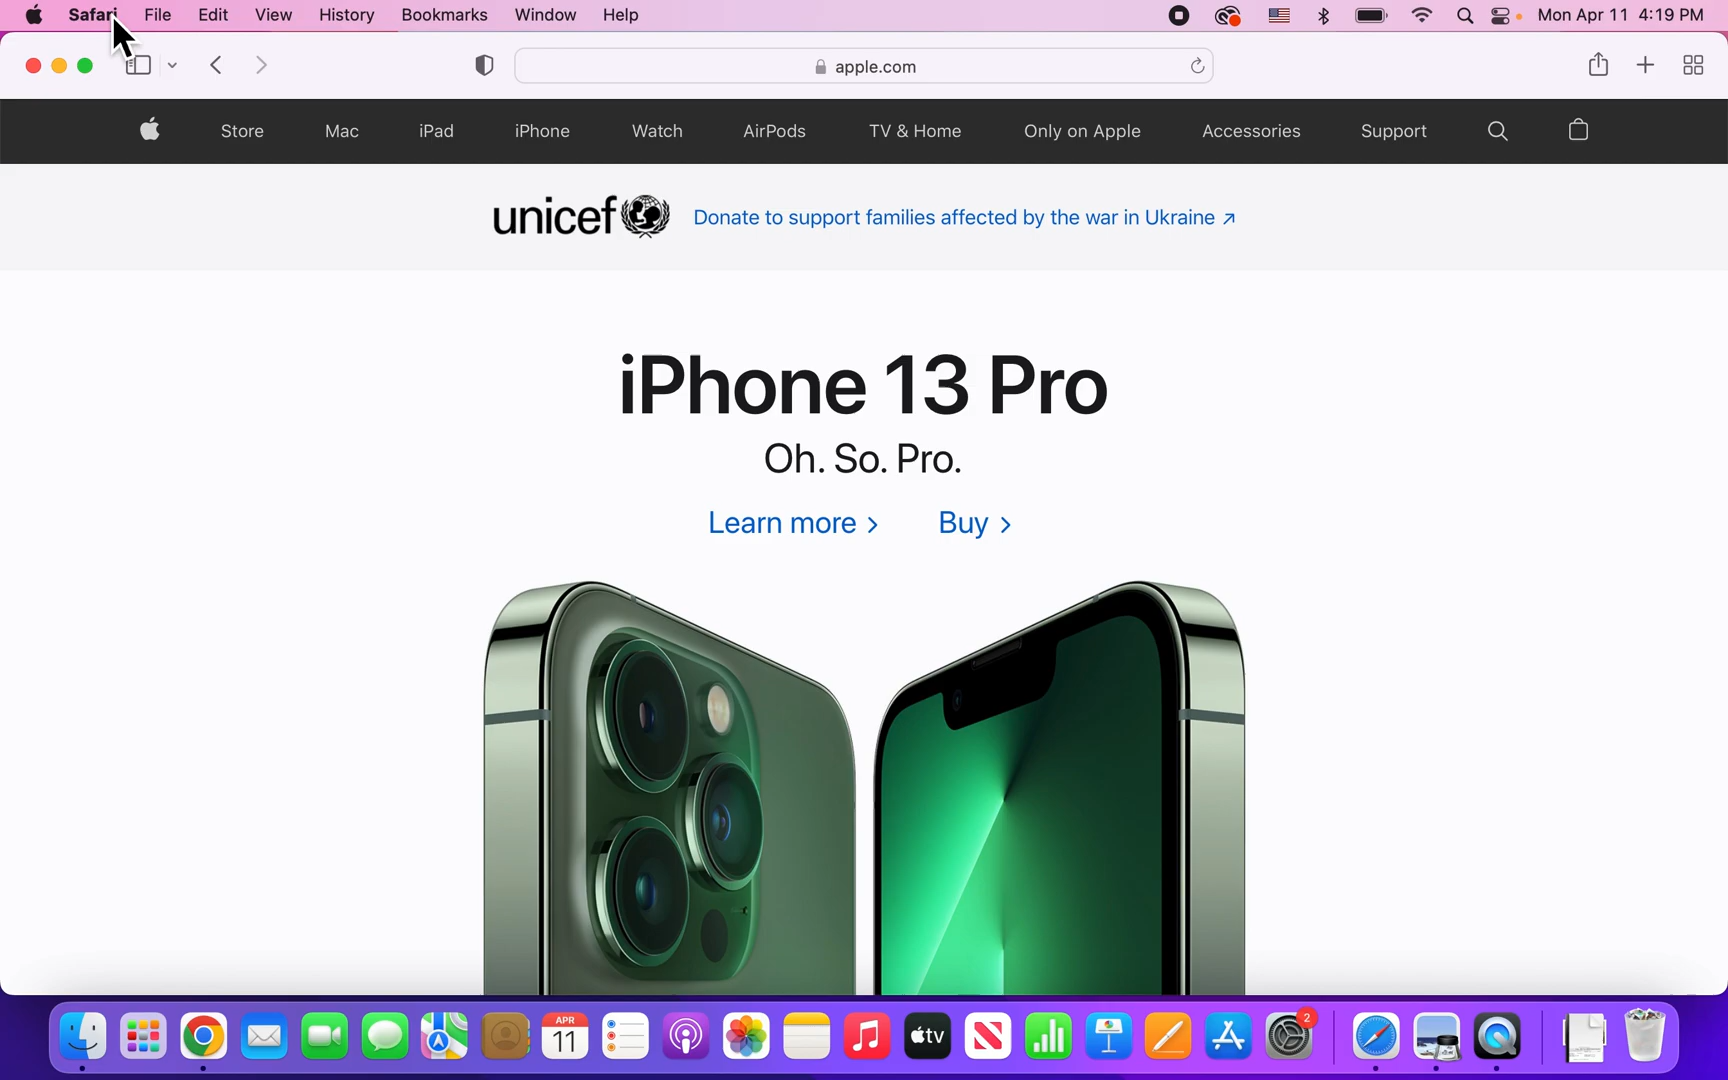 Safari File Edit View History Bookmarks Window Help Mon Apr 11 4:19 PM
apple.com
Store Mac iPad iPhone Watch AirPods TV & Home Only on Apple Accessories Support
unicef Donate to support families affected by the war in Ukraine ↗
iPhone 13 Pro
Oh. So. Pro.
Learn more > Buy >
APR
2
11
tv